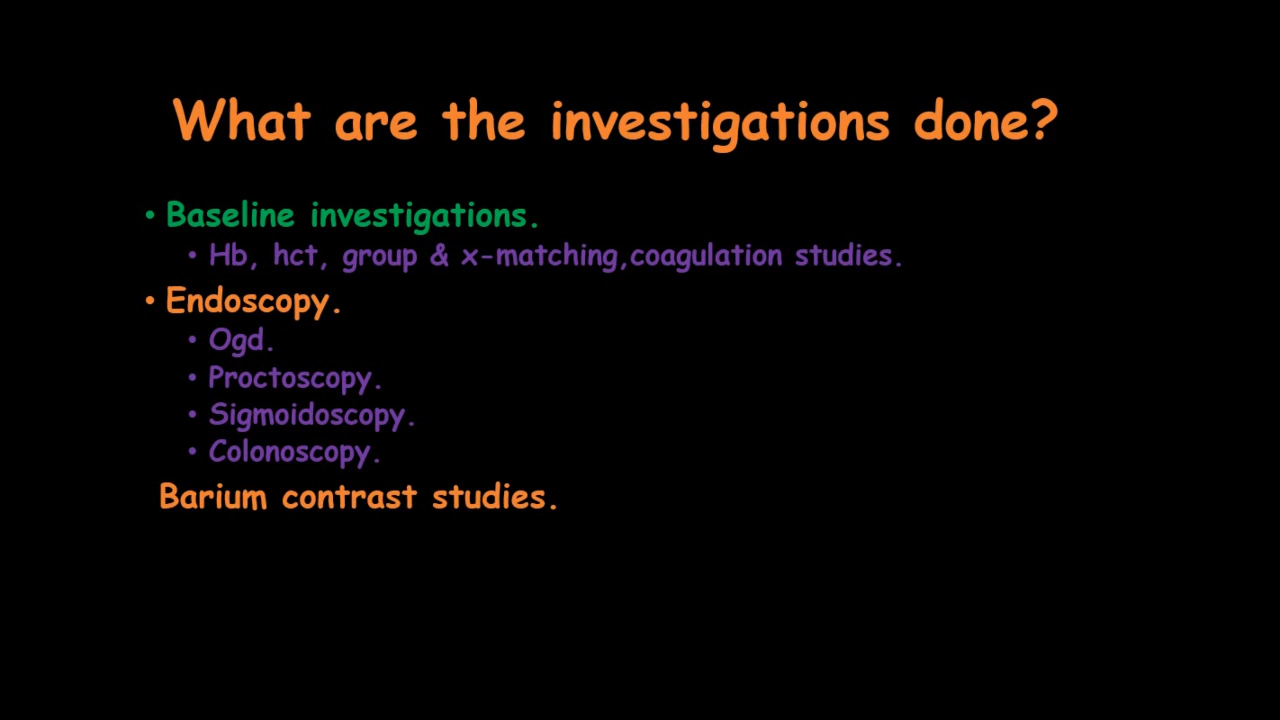 What are the investigations done?
• Baseline investigations.
• Hb, hct, group & x-matching,coagulation studies.
• Endoscopy.
• Ogd.
• Proctoscopy.
• Sigmoidoscopy.
• Colonoscopy.
Barium contrast studies.